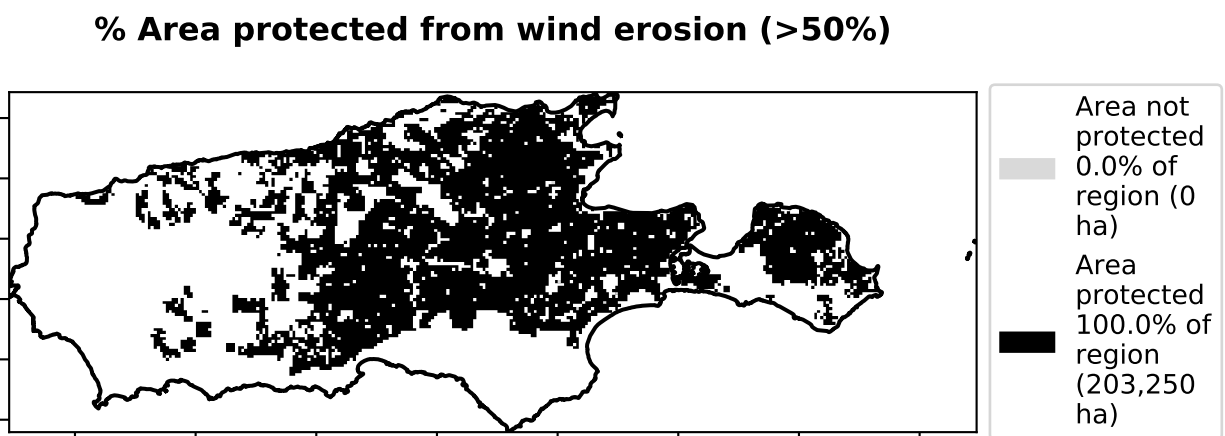 % Area protected from wind erosion (>50%)
Area not
protected
0.0% of
region (0
ha)
Area
protected
100.0% of
region
(203,250
ha)